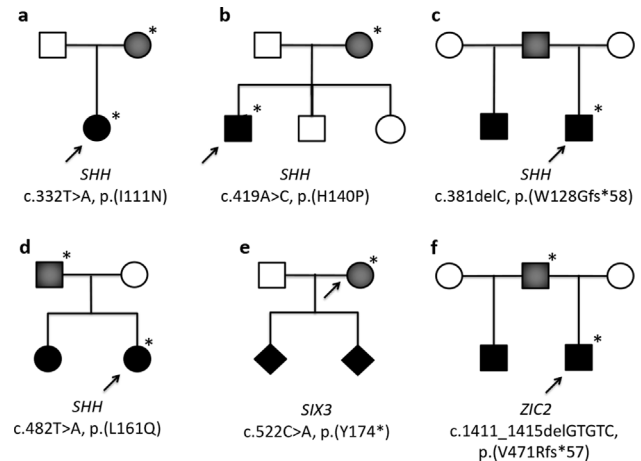 a
*
*
SHH
c.332T>A, p.(I111N)
b
*
*
SHH
c.419A>C, p.(H140P)
c
*
SHH
c.381delC, p.(W128Gfs*58)
d
*
*
SHH
c.482T>A, p.(L161Q)
e
*
SIX3
c.522C>A, p.(Y174*)
f
*
*
ZIC2
c.1411_1415delGTGTC,
p.(V471Rfs*57)